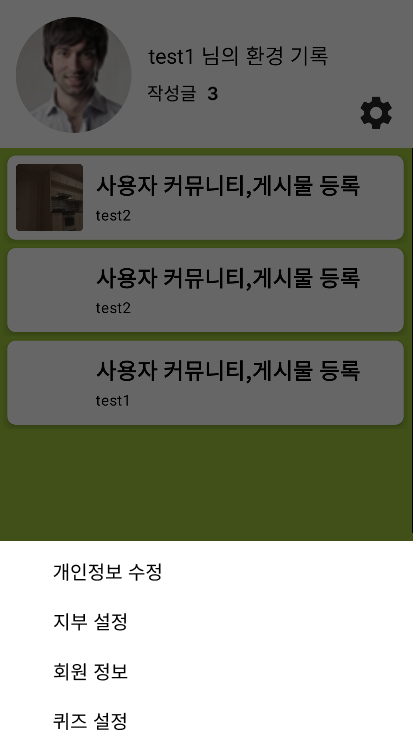 test1 님의 환경 기록
작성글 3
사용자 커뮤니티,게시물 등록
test2
사용자 커뮤니티,게시물 등록
test2
사용자 커뮤니티,게시물 등록
test1
개인정보 수정
지부 설정
회원 정보
퀴즈 설정